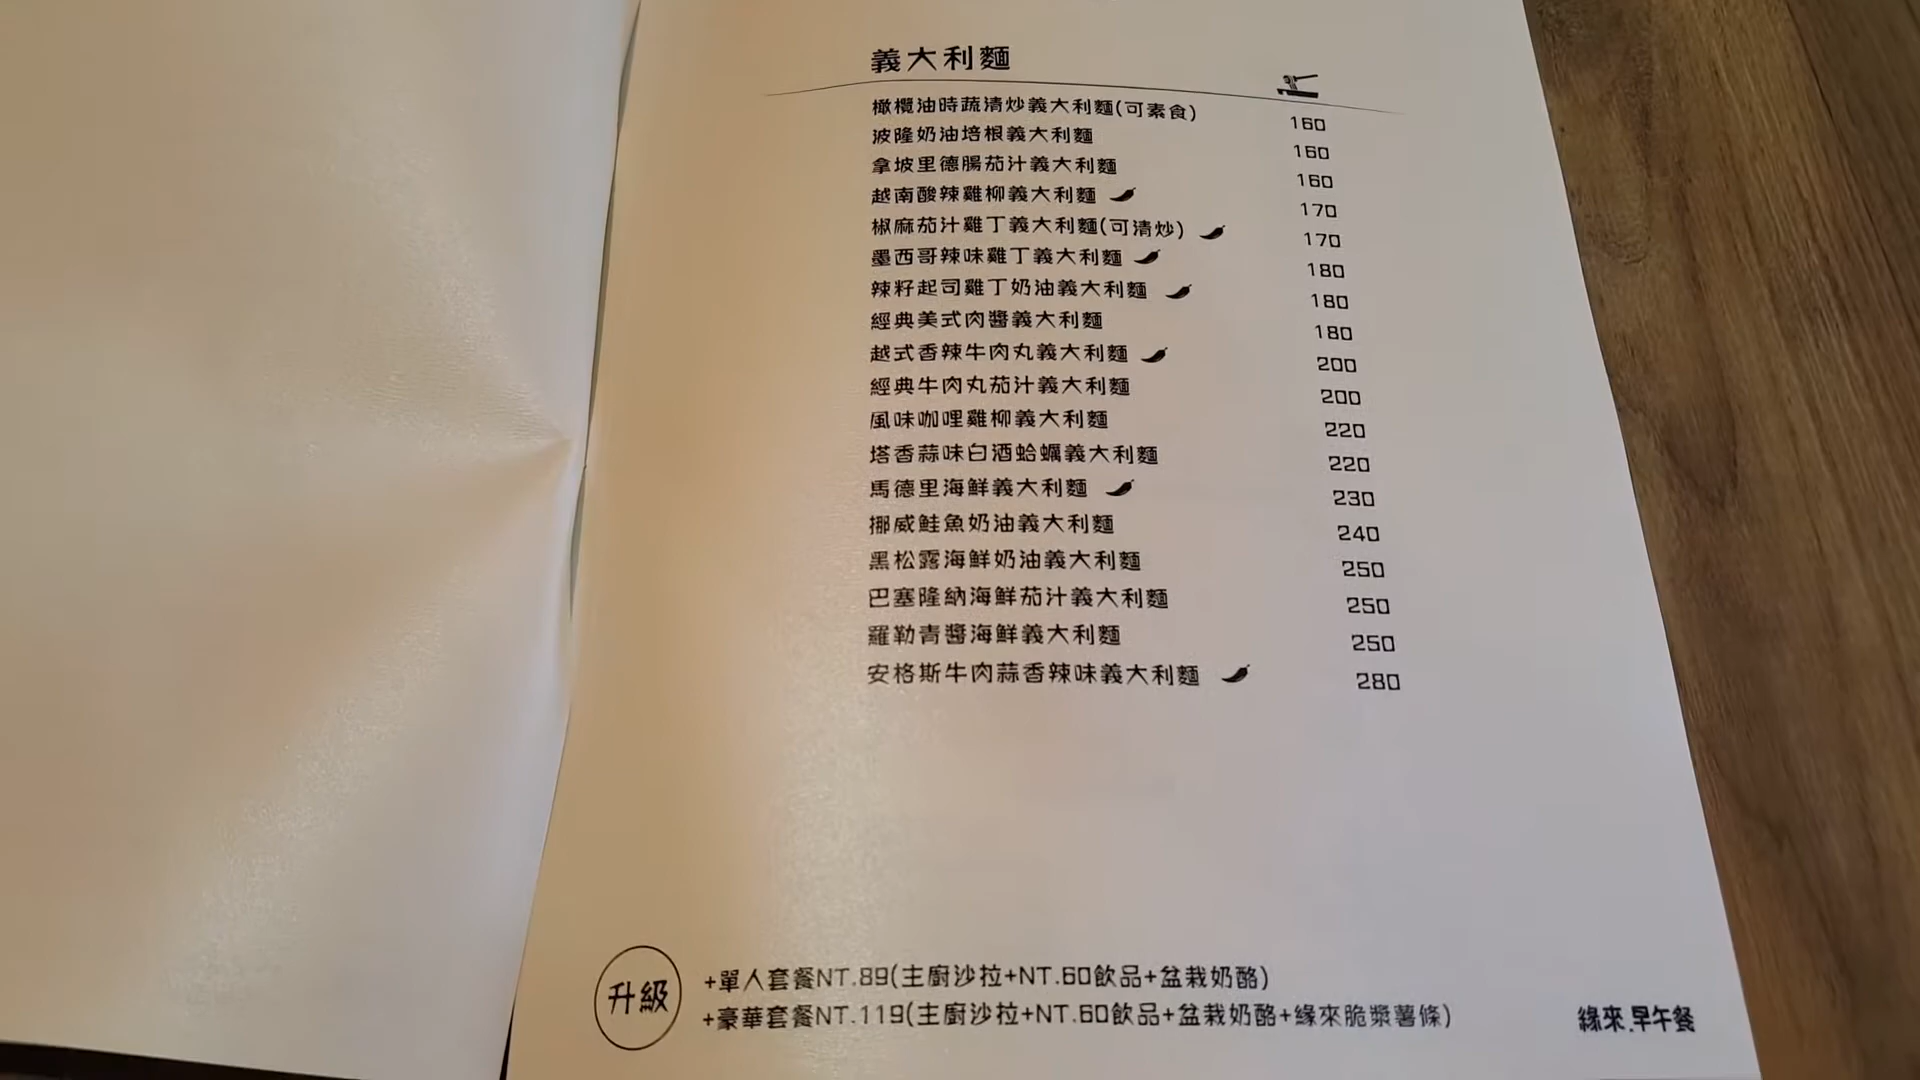 義大利麵
橄欖油時蔬清炒義大利麵(可素食) 160
波隆奶油培根義大利麵 160
拿坡里德腸茄汁義大利麵 160
越南酸辣雞柳義大利麵 170
椒麻茄汁雞丁義大利麵(可清炒) 170
墨西哥辣味雞丁義大利麵 180
辣籽起司雞丁奶油義大利麵 180
經典美式肉醬義大利麵 180
越式香辣牛肉丸義大利麵 200
經典牛肉丸茄汁義大利麵 200
風味咖哩雞柳義大利麵 220
塔香蒜味白酒蛤蠣義大利麵 220
馬德里海鮮義大利麵 230
挪威鮭魚奶油義大利麵 240
黑松露海鮮奶油義大利麵 250
巴塞隆納海鮮茄汁義大利麵 250
羅勒青醬海鮮義大利麵 250
安格斯牛肉蒜香辣味義大利麵 280
升級
+單人套餐NT.89(主廚沙拉+NT.60飲品+盆栽奶酪)
+豪華套餐NT.119(主廚沙拉+NT.60飲品+盆栽奶酪+緣來脆漿薯條)
緣來.早午餐